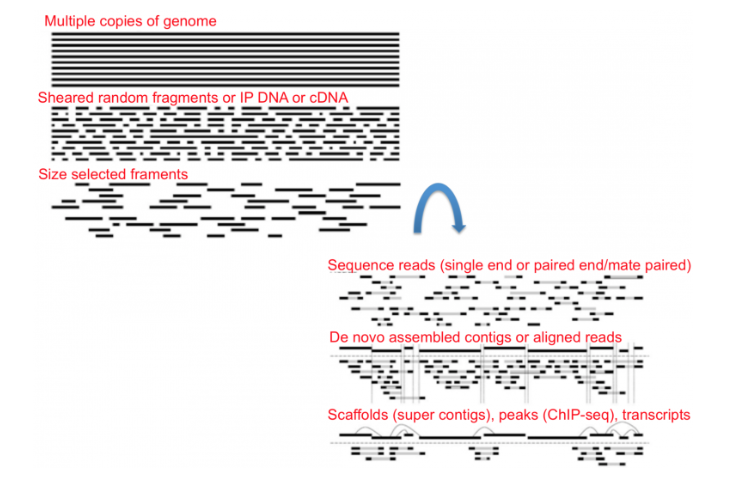 Multiple copies of genome
Sheared random fragments or IP DNA or cDNA
Size selected framents
Sequence reads (single end or paired end/mate paired)
De novo assembled contigs or aligned reads
Scaffolds (super contigs), peaks (ChIP-seq), transcripts